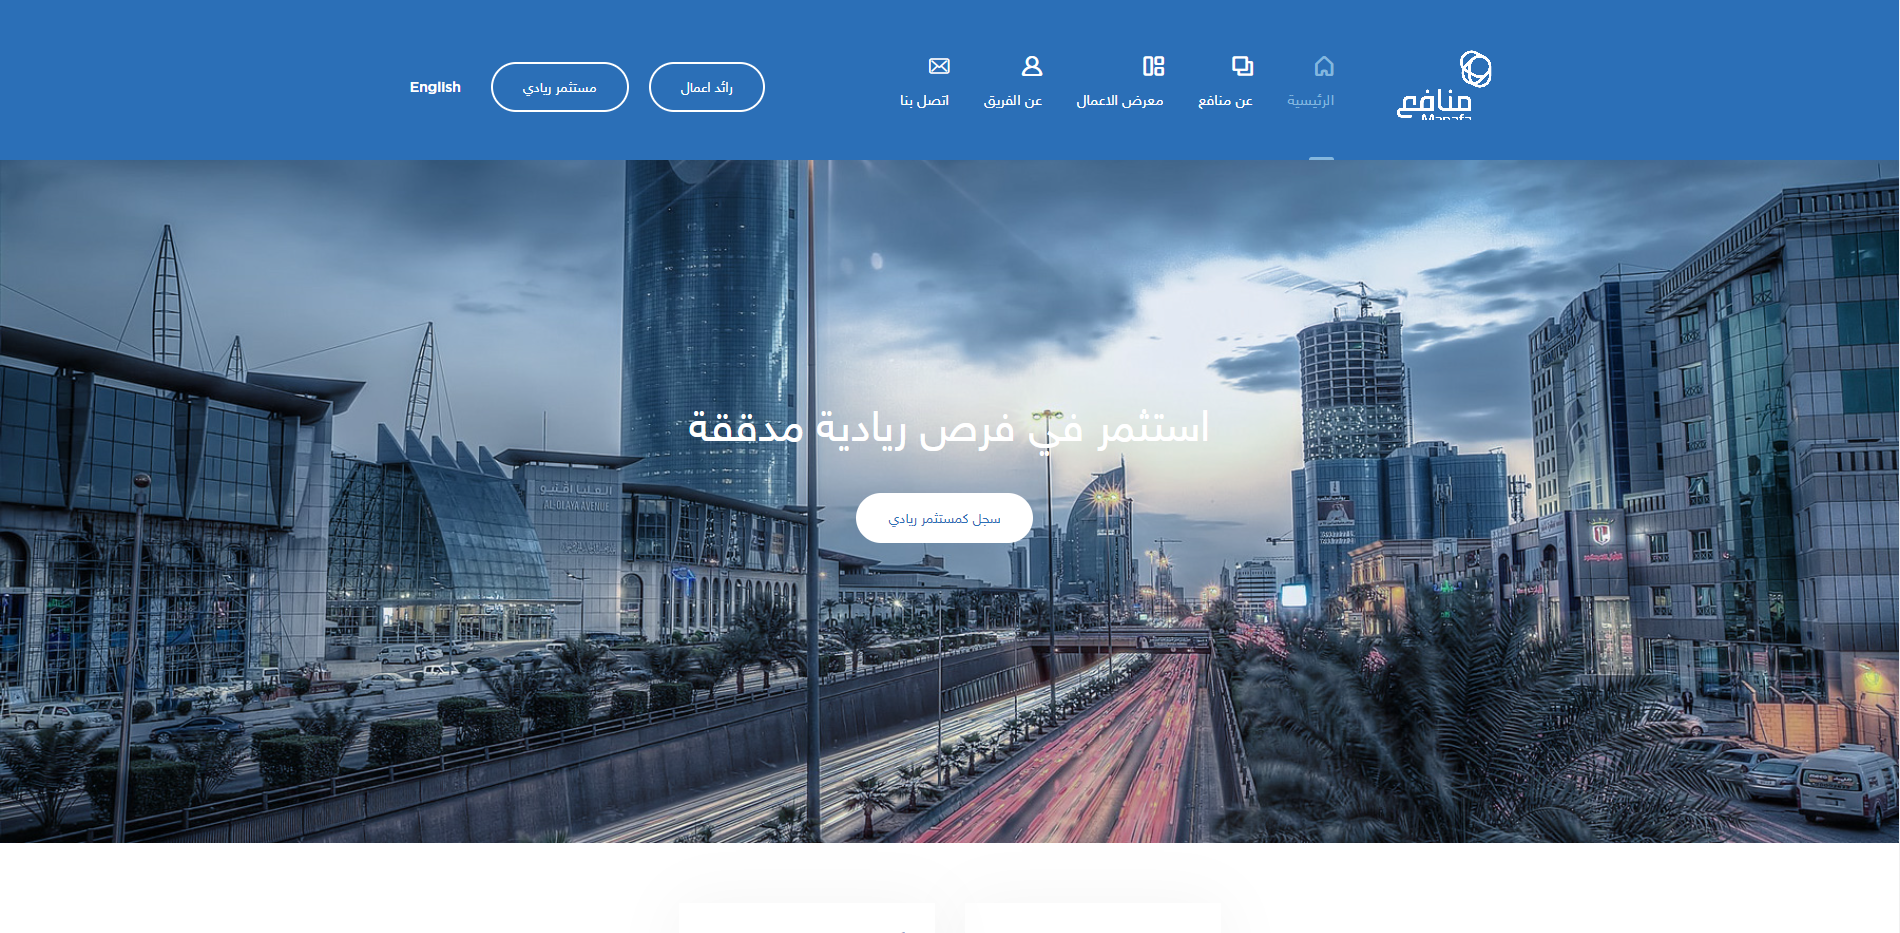 منافع
Manafa
الرئيسية
عن منافع
معرض الاعمال
عن الفريق
اتصل بنا
رائد اعمال
مستثمر ريادي
English
استثمر في فرص ريادية مدققة
سجل كمستثمر ريادي
العليا افنيو
AL OLAYA AVENUE